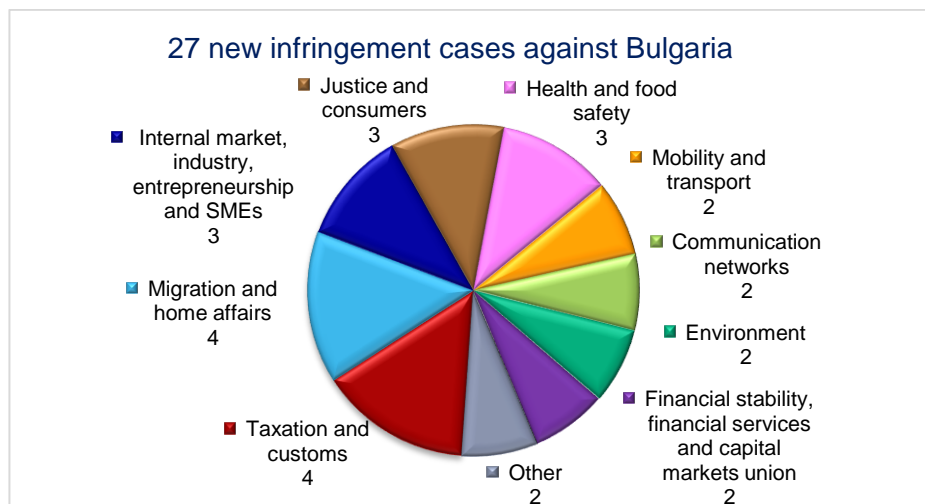 27 new infringement cases against Bulgaria
Justice and
consumers
3
Health and food
safety
3
Internal market,
industry,
entrepreneurship
and SMEs
3
Mobility and
transport
2
Communication
networks
2
Migration and
home affairs
4
Environment
2
Financial stability,
financial services
and capital
markets union
2
Taxation and
customs
4
Other
2